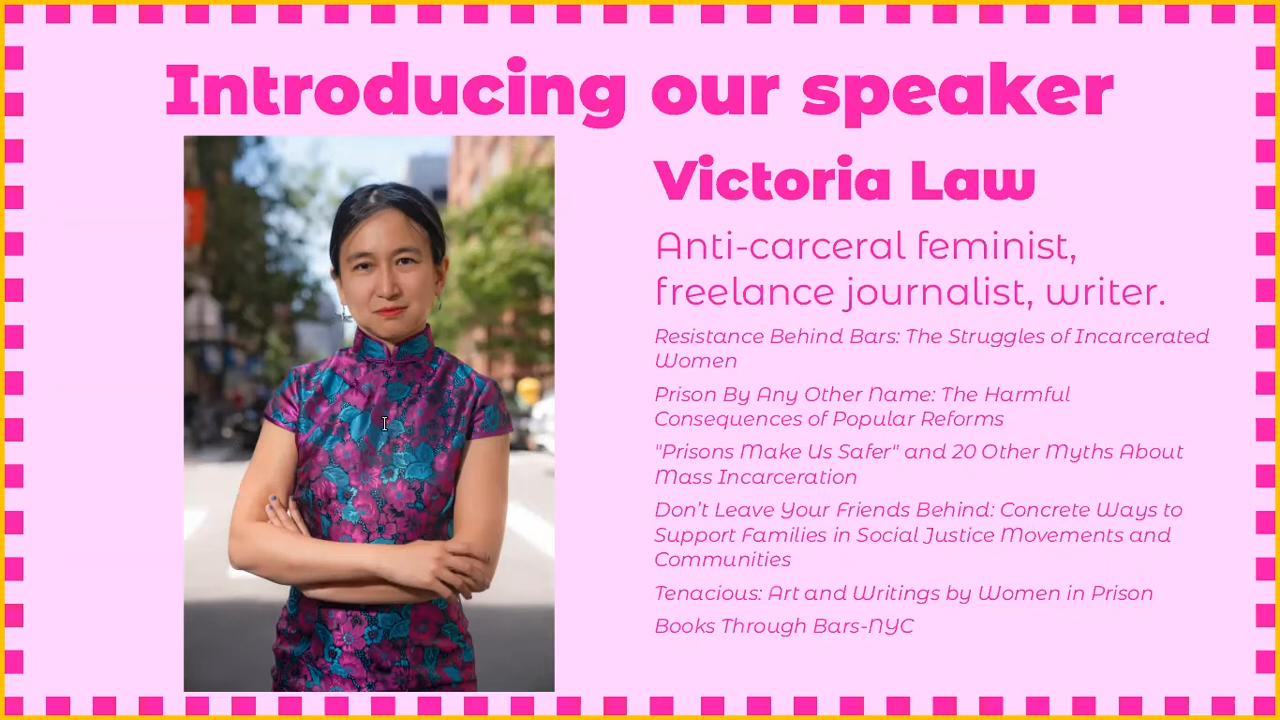 Introducing our speaker
Victoria Law
Anti-carceral feminist,
freelance journalist, writer.
Resistance Behind Bars: The Struggles of Incarcerated
Women
Prison By Any Other Name: The Harmful
Consequences of Popular Reforms
"Prisons Make Us Safer" and 20 Other Myths About
Mass Incarceration
Don't Leave Your Friends Behind: Concrete Ways to
Support Families in Social Justice Movements and
Communities
Tenacious: Art and Writings by Women in Prison
Books Through Bars-NYC